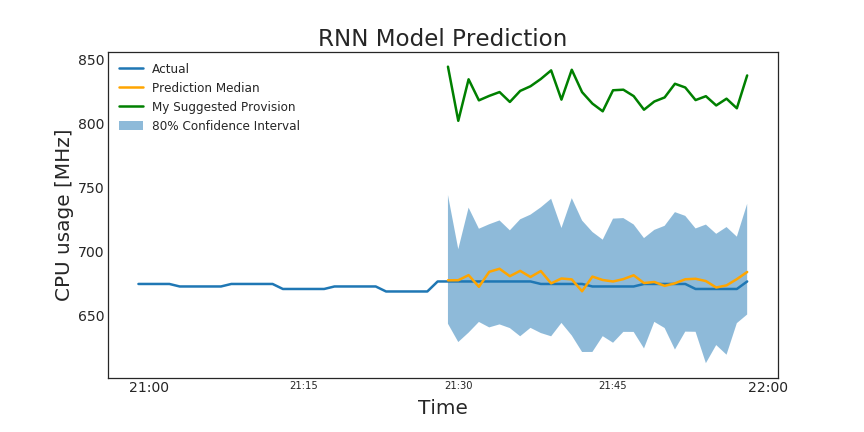 RNN Model Prediction
850
800
750
700
650
CPU usage [MHz]
Actual
Prediction Median
My Suggested Provision
80% Confidence Interval
21:00
21:15
21:30
21:45
22:00
Time